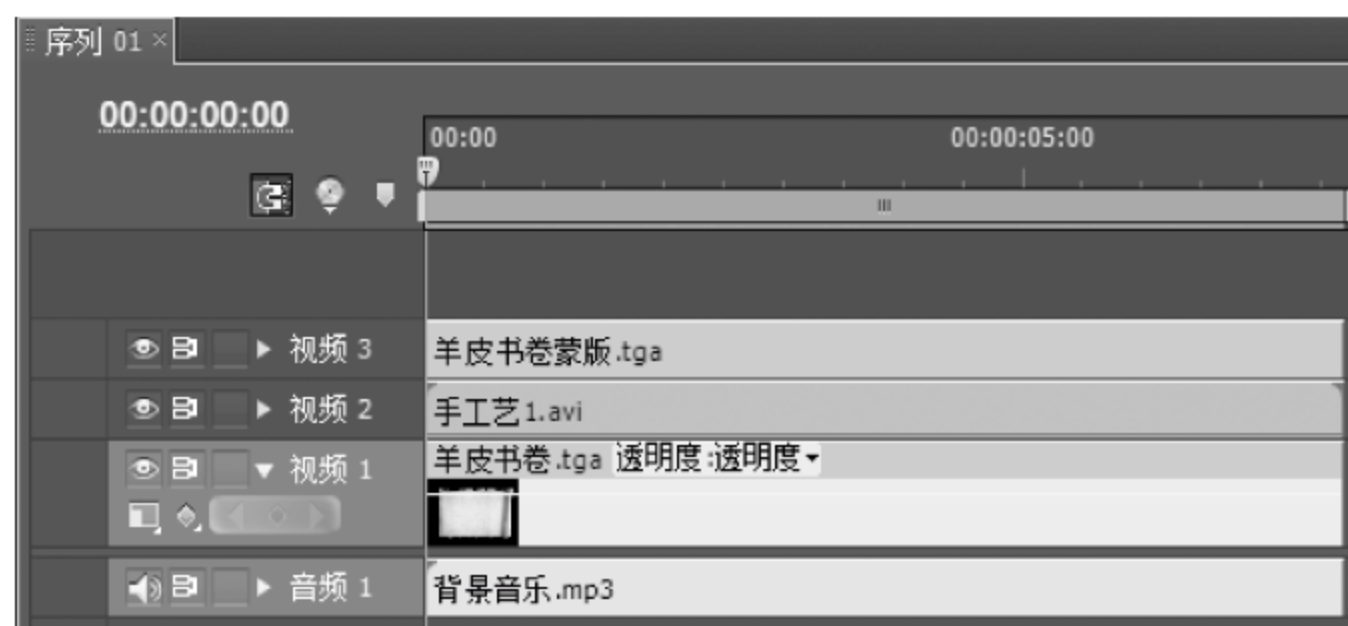 序列 01 ×
00:00:00:00
00:00 00:00:05:00
视频 3 羊皮书卷蒙版.tga
视频 2 手工艺1.avi
视频 1 羊皮书卷.tga 透明度:透明度
音频 1 背景音乐.mp3